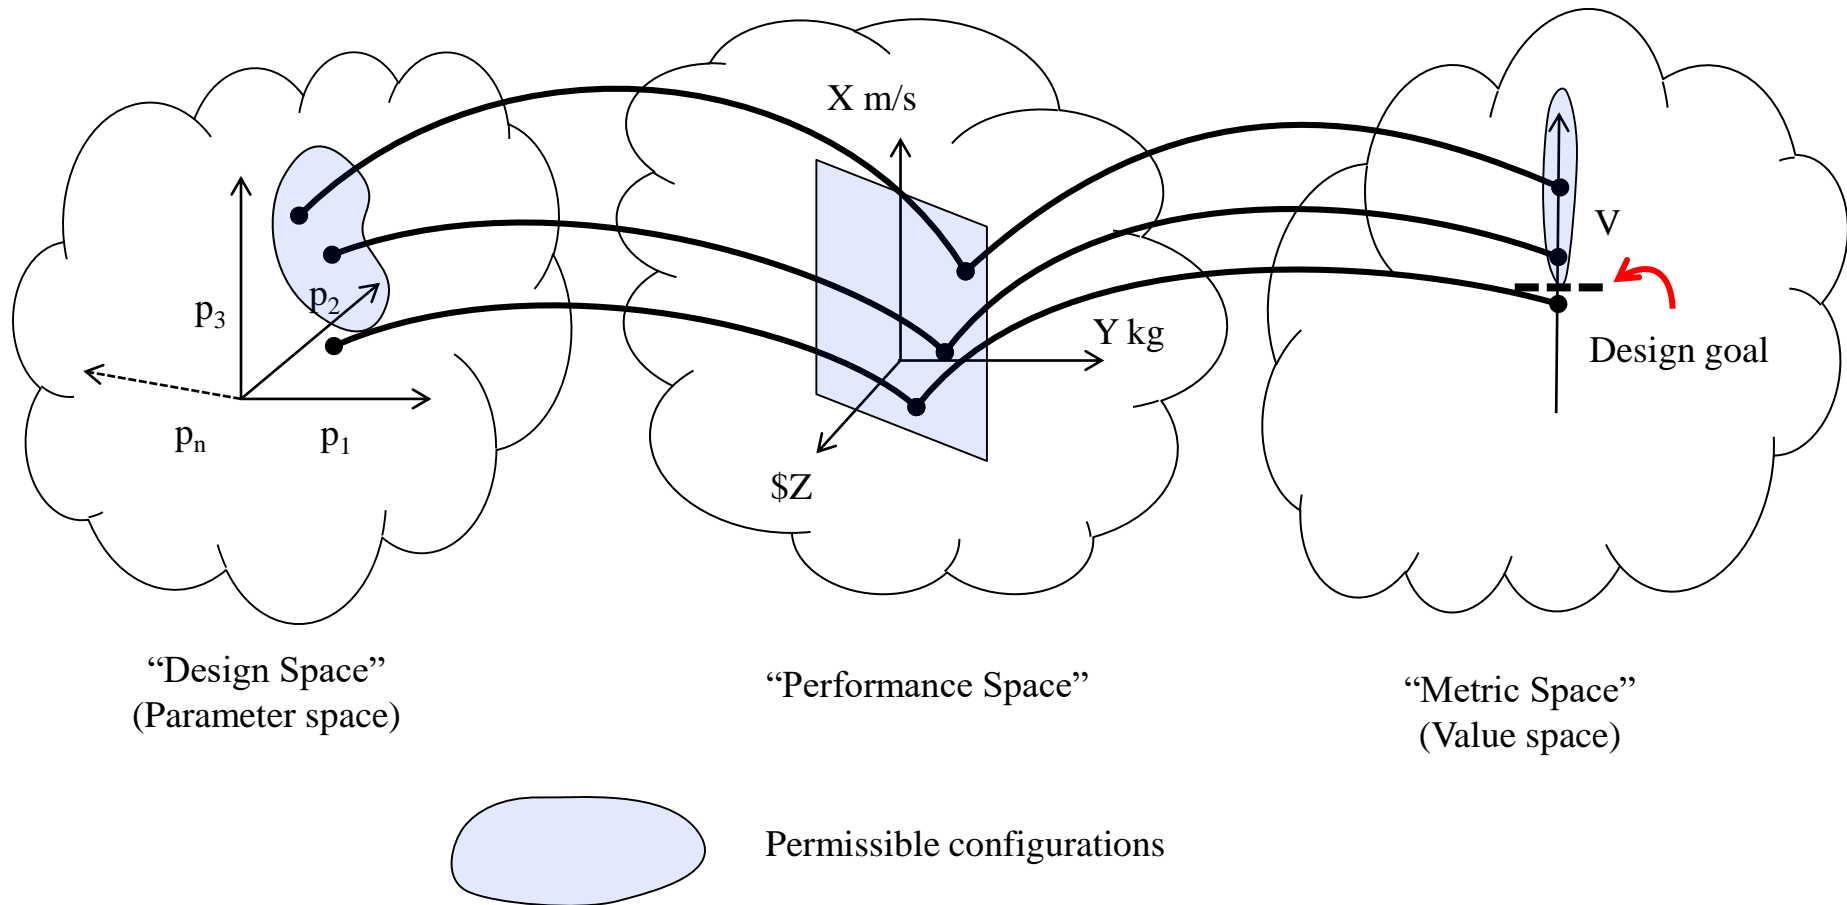 X m/s
p₂
p₃
pₙ
p₁
Y kg
$Z
V
Design goal
“Design Space”
(Parameter space)
“Performance Space”
“Metric Space”
(Value space)
Permissible configurations